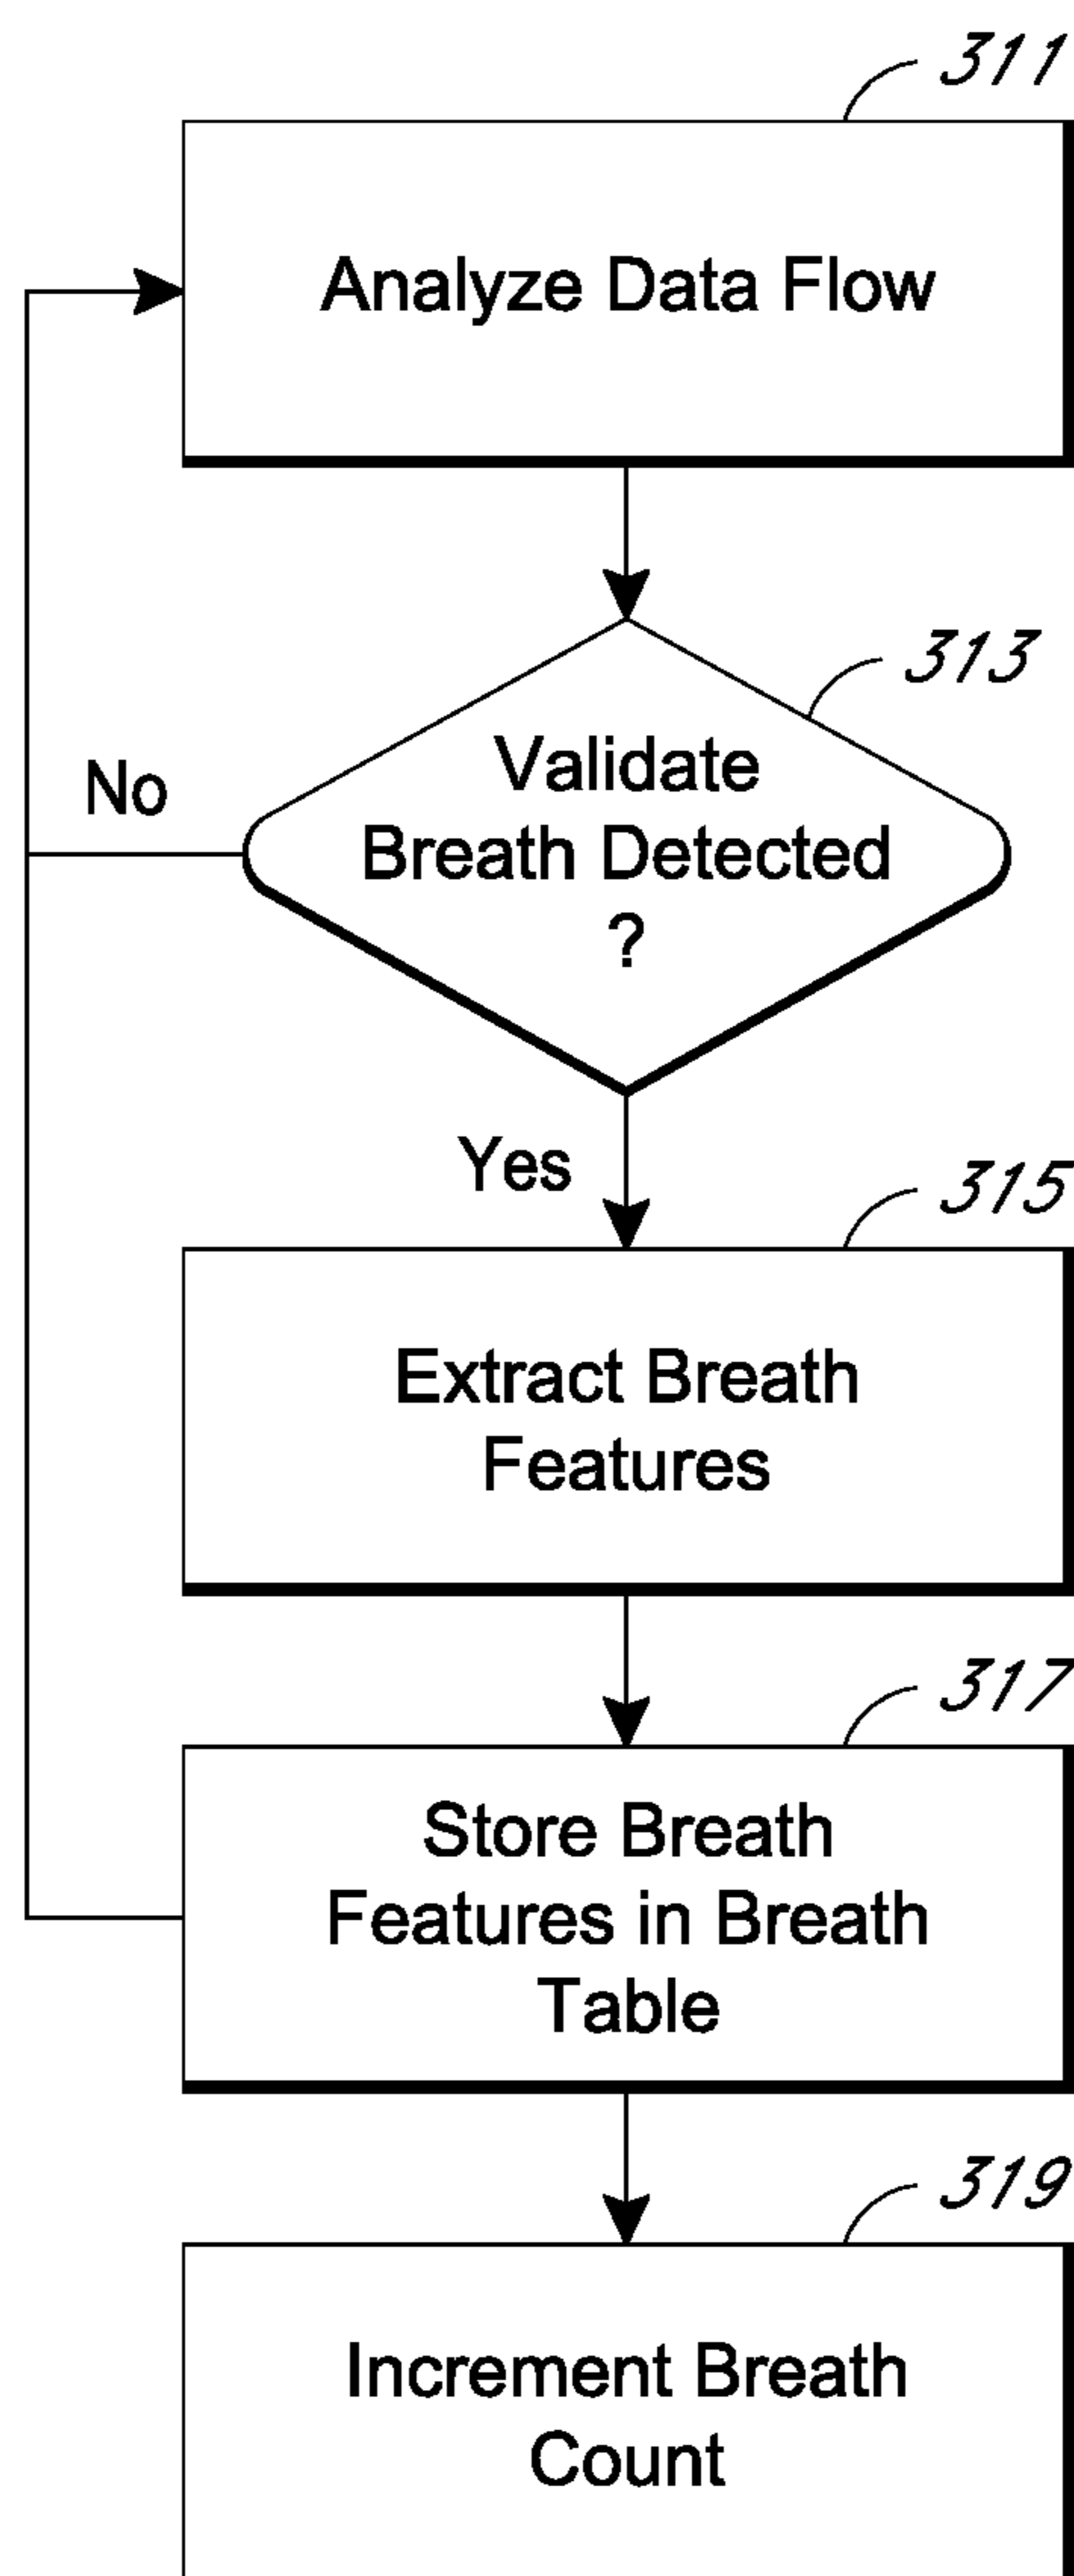 311
Analyze Data Flow
313
No
Validate
Breath Detected
?
Yes
315
Extract Breath
Features
317
Store Breath
Features in Breath
Table
319
Increment Breath
Count